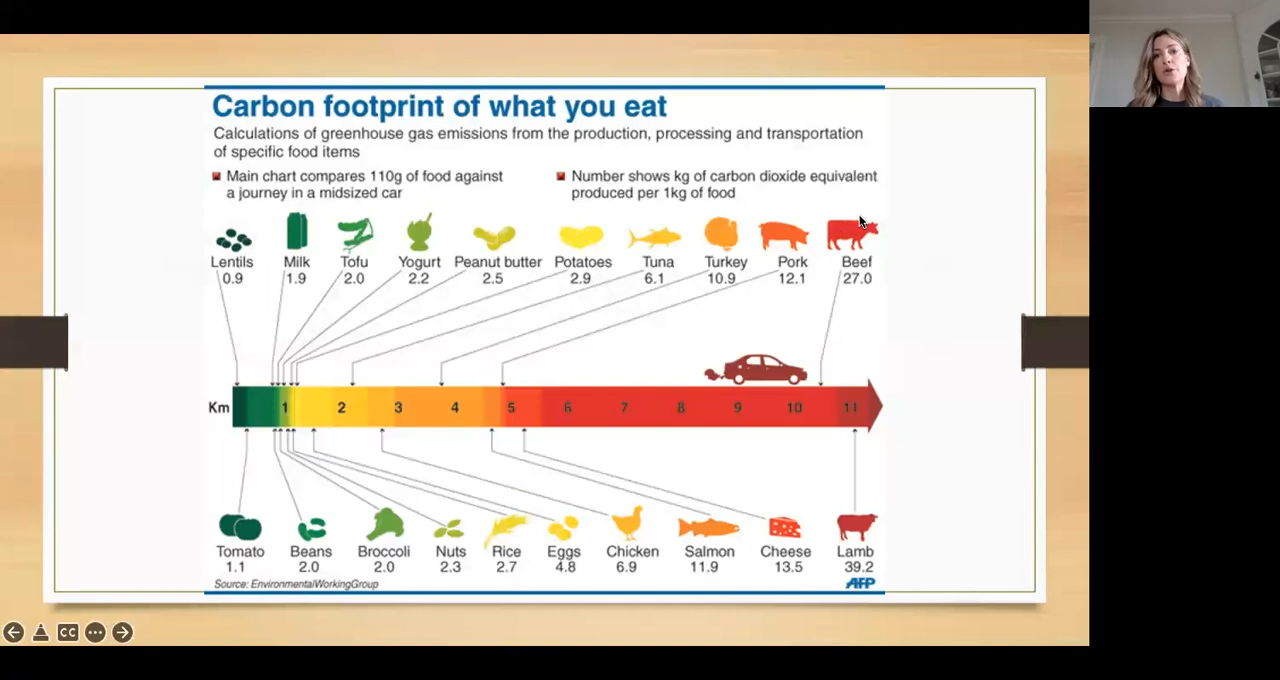 Carbon footprint of what you eat
Calculations of greenhouse gas emissions from the production, processing and transportation
of specific food items
Main chart compares 110g of food against
a journey in a midsized car
Number shows kg of carbon dioxide equivalent
produced per 1kg of food
Lentils Milk Tofu Yogurt Peanut butter Potatoes Tuna Turkey Pork Beef
0.9 1.9 2.0 2.2 2.5 2.9 6.1 10.9 12.1 27.0
Km 1 2 3 4 5 6 7 8 9 10 11
Tomato Beans Broccoli Nuts Rice Eggs Chicken Salmon Cheese Lamb
1.1 2.0 2.0 2.3 2.7 4.8 6.9 11.9 13.5 39.2
Source: EnvironmentalWorkingGroup AFP
CC